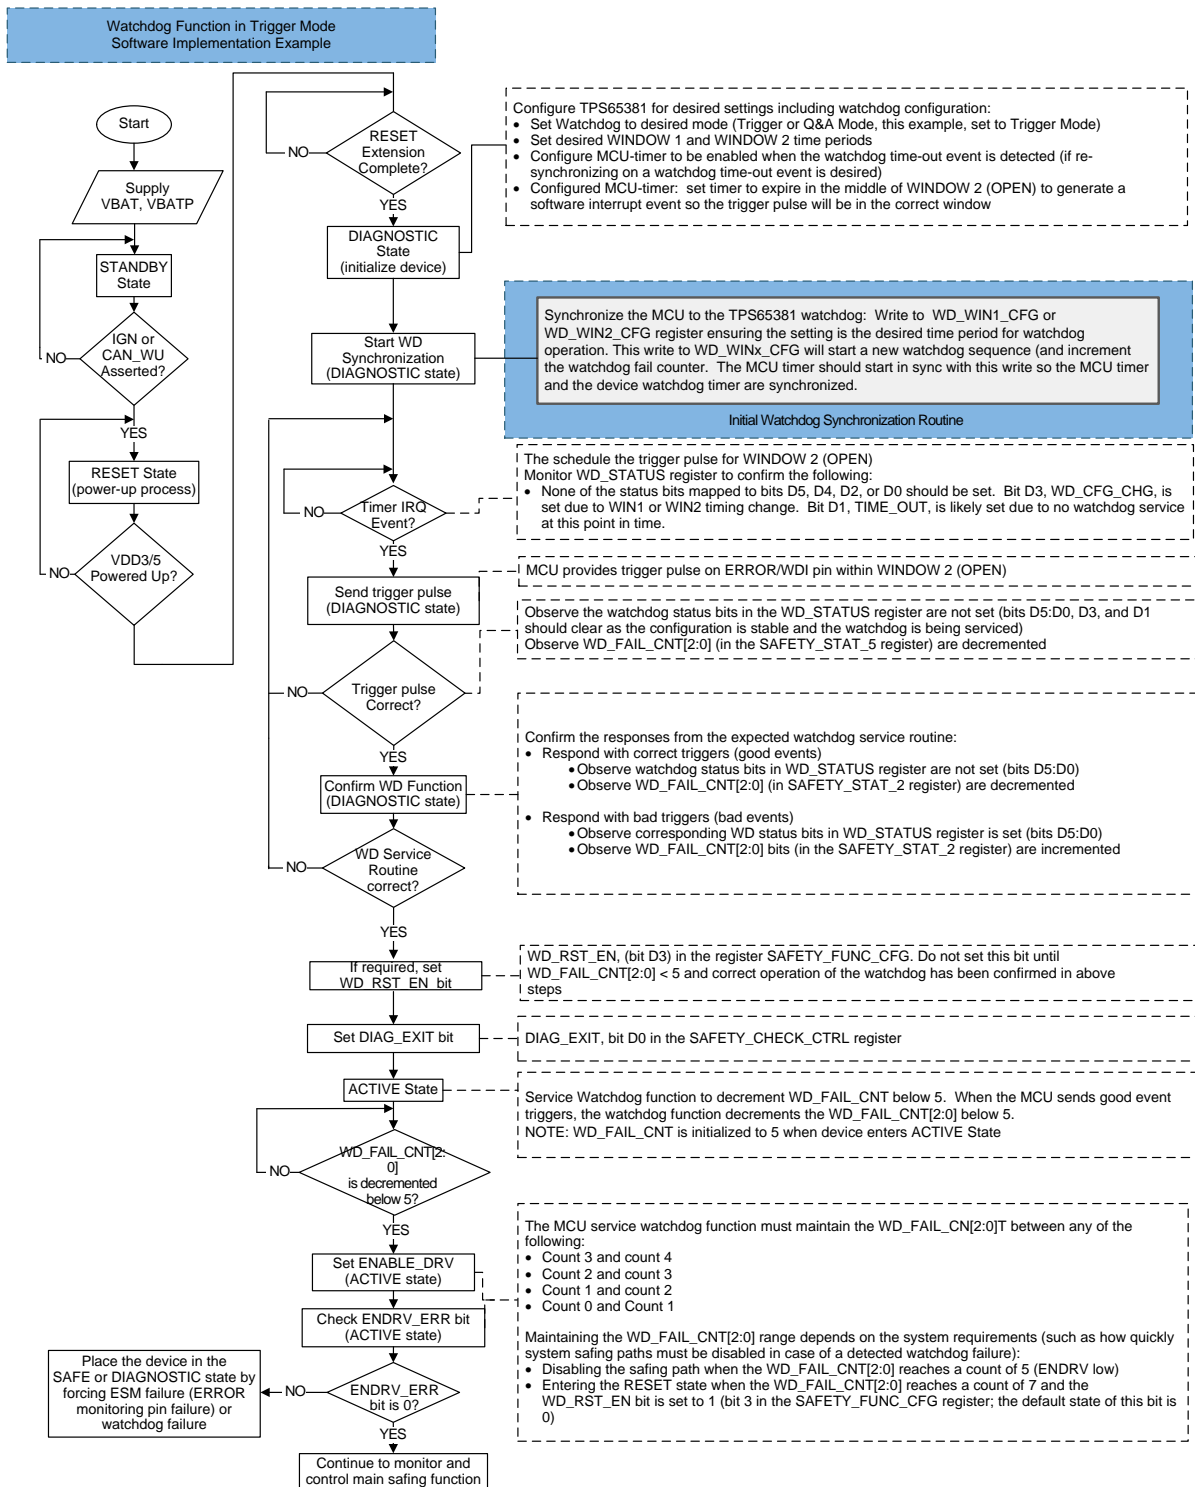 Watchdog Function in Trigger Mode
Software Implementation Example
Start
Supply
VBAT, VBATP
STANDBY
State
IGN or
CAN_WU
Asserted?
NO
YES
RESET State
(power-up process)
VDD3/5
Powered Up?
NO
RESET
Extension
Complete?
NO
YES
DIAGNOSTIC
State
(initialize device)
Configure TPS65381 for desired settings including watchdog configuration:
• Set Watchdog to desired mode (Trigger or Q&A Mode, this example, set to Trigger Mode)
• Set desired WINDOW 1 and WINDOW 2 time periods
• Configure MCU-timer to be enabled when the watchdog time-out event is detected (if re-
synchronizing on a watchdog time-out event is desired)
• Configured MCU-timer: set timer to expire in the middle of WINDOW 2 (OPEN) to generate a
software interrupt event so the trigger pulse will be in the correct window
Start WD
Synchronization
(DIAGNOSTIC state)
Synchronize the MCU to the TPS65381 watchdog: Write to WD_WIN1_CFG or
WD_WIN2_CFG register ensuring the setting is the desired time period for watchdog
operation. This write to WD_WINx_CFG will start a new watchdog sequence (and increment
the watchdog fail counter. The MCU timer should start in sync with this write so the MCU timer
and the device watchdog timer are synchronized.
Initial Watchdog Synchronization Routine
Timer IRQ
Event?
NO
YES
The schedule the trigger pulse for WINDOW 2 (OPEN)
Monitor WD_STATUS register to confirm the following:
• None of the status bits mapped to bits D5, D4, D2, or D0 should be set. Bit D3, WD_CFG_CHG, is
set due to WIN1 or WIN2 timing change. Bit D1, TIME_OUT, is likely set due to no watchdog service
at this point in time.
Send trigger pulse
(DIAGNOSTIC state)
MCU provides trigger pulse on ERROR/WDI pin within WINDOW 2 (OPEN)
Trigger pulse
Correct?
NO
YES
Observe the watchdog status bits in the WD_STATUS register are not set (bits D5:D0, D3, and D1
should clear as the configuration is stable and the watchdog is being serviced)
Observe WD_FAIL_CNT[2:0] (in the SAFETY_STAT_5 register) are decremented
Confirm WD Function
(DIAGNOSTIC state)
Confirm the responses from the expected watchdog service routine:
• Respond with correct triggers (good events)
• Observe watchdog status bits in WD_STATUS register are not set (bits D5:D0)
• Observe WD_FAIL_CNT[2:0] (in SAFETY_STAT_2 register) are decremented
• Respond with bad triggers (bad events)
• Observe corresponding WD status bits in WD_STATUS register is set (bits D5:D0)
• Observe WD_FAIL_CNT[2:0] bits (in the SAFETY_STAT_2 register) are incremented
WD Service
Routine
correct?
NO
YES
If required, set
WD_RST_EN bit
WD_RST_EN, (bit D3) in the register SAFETY_FUNC_CFG. Do not set this bit until
WD_FAIL_CNT[2:0] < 5 and correct operation of the watchdog has been confirmed in above
steps
Set DIAG_EXIT bit
DIAG_EXIT, bit D0 in the SAFETY_CHECK_CTRL register
ACTIVE State
Service Watchdog function to decrement WD_FAIL_CNT below 5. When the MCU sends good event
triggers, the watchdog function decrements the WD_FAIL_CNT[2:0] below 5.
NOTE: WD_FAIL_CNT is initialized to 5 when device enters ACTIVE State
WD_FAIL_CNT[2:
0]
is decremented
below 5?
NO
YES
Set ENABLE_DRV
(ACTIVE state)
Check ENDRV_ERR bit
(ACTIVE state)
The MCU service watchdog function must maintain the WD_FAIL_CN[2:0]T between any of the
following:
• Count 3 and count 4
• Count 2 and count 3
• Count 1 and count 2
• Count 0 and Count 1
Maintaining the WD_FAIL_CNT[2:0] range depends on the system requirements (such as how quickly
system safing paths must be disabled in case of a detected watchdog failure):
• Disabling the safing path when the WD_FAIL_CNT[2:0] reaches a count of 5 (ENDRV low)
• Entering the RESET state when the WD_FAIL_CNT[2:0] reaches a count of 7 and the
WD_RST_EN bit is set to 1 (bit 3 in the SAFETY_FUNC_CFG register; the default state of this bit is
0)
ENDRV_ERR
bit is 0?
NO
Place the device in the
SAFE or DIAGNOSTIC state by
forcing ESM failure (ERROR
monitoring pin failure) or
watchdog failure
YES
Continue to monitor and
control main safing function